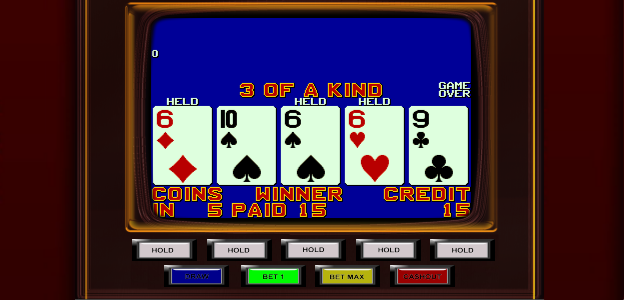 0
3 OF A KIND
GAME
OVER
HELD HELD HELD
6 10 6 6 9
COINS WINNER CREDIT
IN 5 PAID 15 15
HOLD HOLD HOLD HOLD HOLD
BET 1 BET MAX CASHOUT